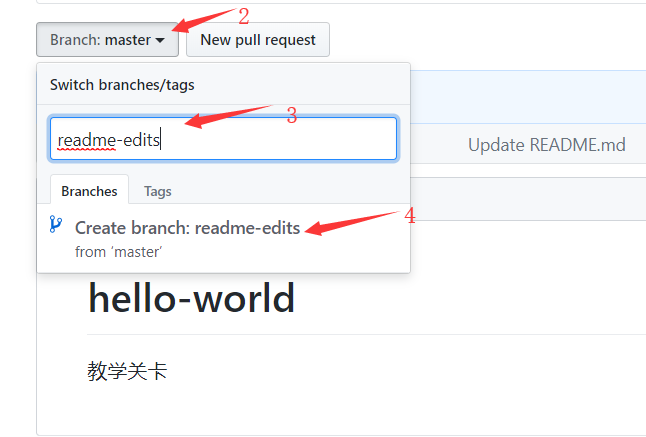 2
Branch: master
New pull request
Switch branches/tags
3
readme-edits
Update README.md
Branches
Tags
4
Create branch: readme-edits
from 'master'
hello-world
教学关卡